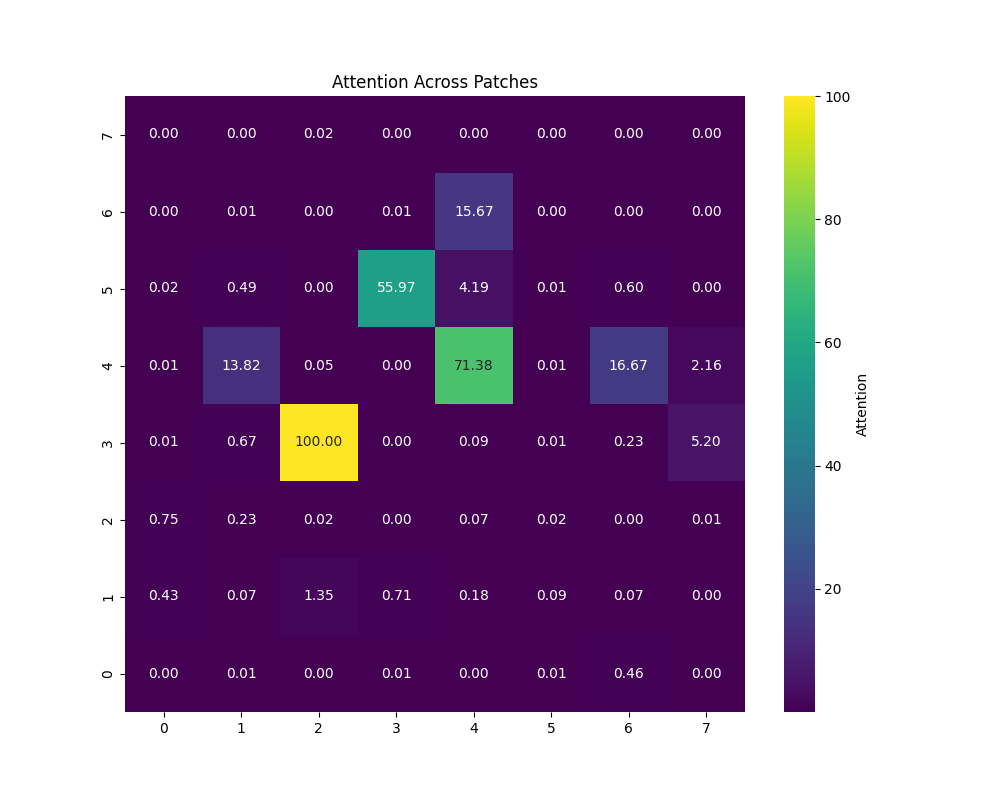 Attention Across Patches
7 0.00 0.00 0.02 0.00 0.00 0.00 0.00 0.00
6 0.00 0.01 0.00 0.01 15.67 0.00 0.00 0.00
5 0.02 0.49 0.00 55.97 4.19 0.01 0.60 0.00
4 0.01 13.82 0.05 0.00 71.38 0.01 16.67 2.16
3 0.01 0.67 100.00 0.00 0.09 0.01 0.23 5.20
2 0.75 0.23 0.02 0.00 0.07 0.02 0.00 0.01
1 0.43 0.07 1.35 0.71 0.18 0.09 0.07 0.00
0 0.00 0.01 0.00 0.01 0.00 0.01 0.46 0.00
0 1 2 3 4 5 6 7
100
80
60
40
20
Attention